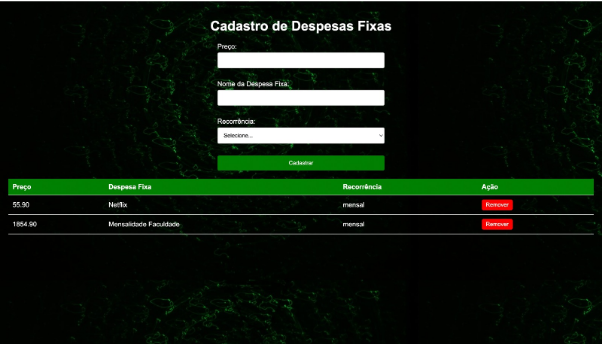 Cadastro de Despesas Fixas
Preço:
Nome da Despesa Fixa:
Recorrência:
Selecione...
Cadastrar
Preço Despesa Fixa Recorrência Ação
55.90 Netflix mensal Remover
1854.90 Mensalidade Faculdade mensal Remover